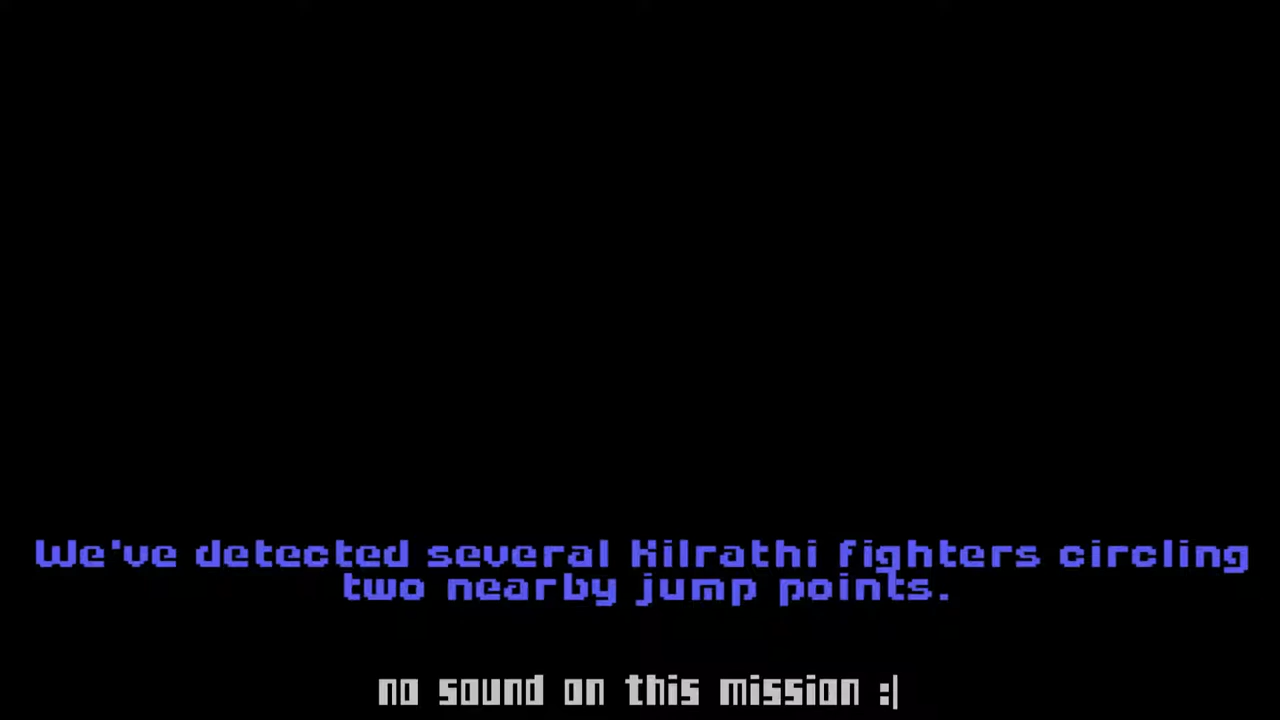 We've detected several Kilrathi fighters circling
two nearby jump points.
no sound on this mission :|